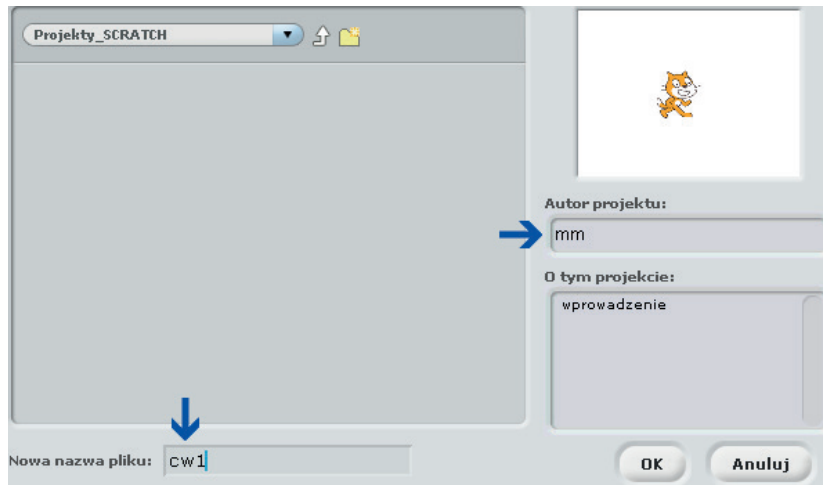 Projekty_SCRATCH
Autor projektu:
mm
O tym projekcie:
wprowadzenie
Nowa nazwa pliku: cw1
OK Anuluj